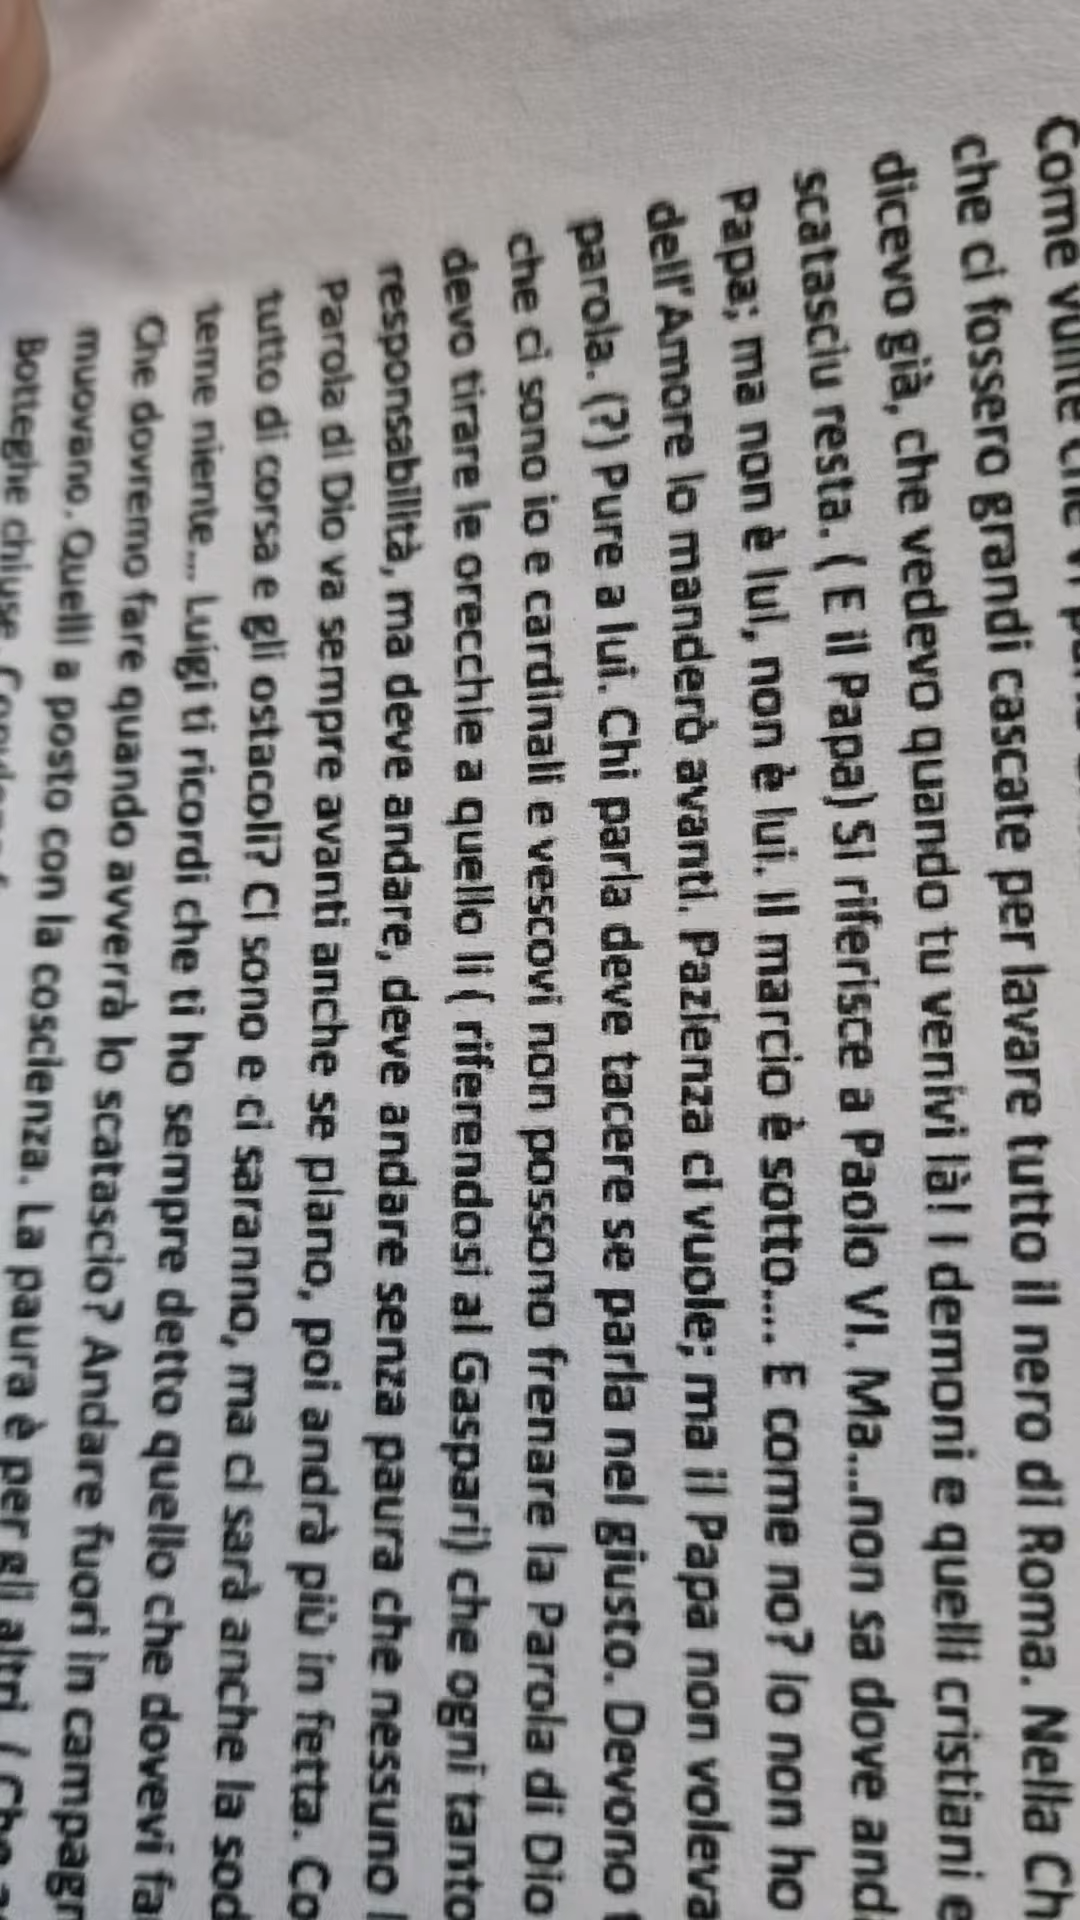 Come vulite che vi
che ci fossero grandi cascate per lavare tutto il nero di Roma. Nella Ch
dicevo già, che vedevo quando tu venivi là! I demoni e quelli cristiani e
scatasciu resta. ( E il Papa) Si riferisce a Paolo VI. Ma...non sa dove and
Papa; ma non è lui, non è lui. Il marcio è sotto.... E come no? Io non ho
dell'Amore lo manderò avanti. Pazienza ci vuole; ma il Papa non voleva
parola. (?) Pure a lui. Chi parla deve tacere se parla nel giusto. Devono t
che ci sono io e cardinali e vescovi non possono frenare la Parola di Dio
devo tirare le orecchie a quello lì ( riferendosi al Gaspari) che ogni tanto
responsabilità, ma deve andare, deve andare senza paura che nessuno l
Parola di Dio va sempre avanti anche se piano, poi andrà più in fetta. Co
tutto di corsa e gli ostacoli? Ci sono e ci saranno, ma ci sarà anche la sod
teme niente... Luigi ti ricordi che ti ho sempre detto quello che dovevi fa
Che dovremo fare quando avverrà lo scatascio? Andare fuori in campagn
muovano. Quelli a posto con la coscienza. La paura è per gli altri. (
Botteghe chiuse.